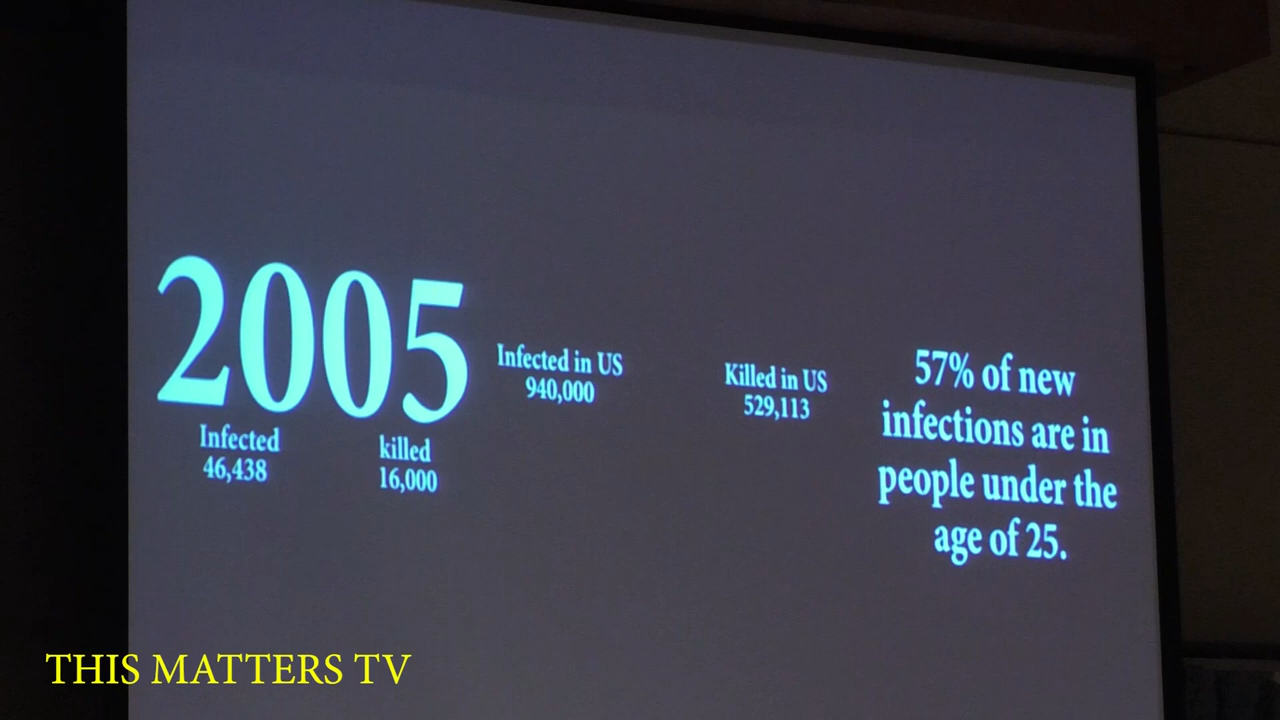 2005
Infected
46,438
killed
16,000
Infected in US
940,000
Killed in US
529,113
57% of new
infections are in
people under the
age of 25.
THIS MATTERS TV